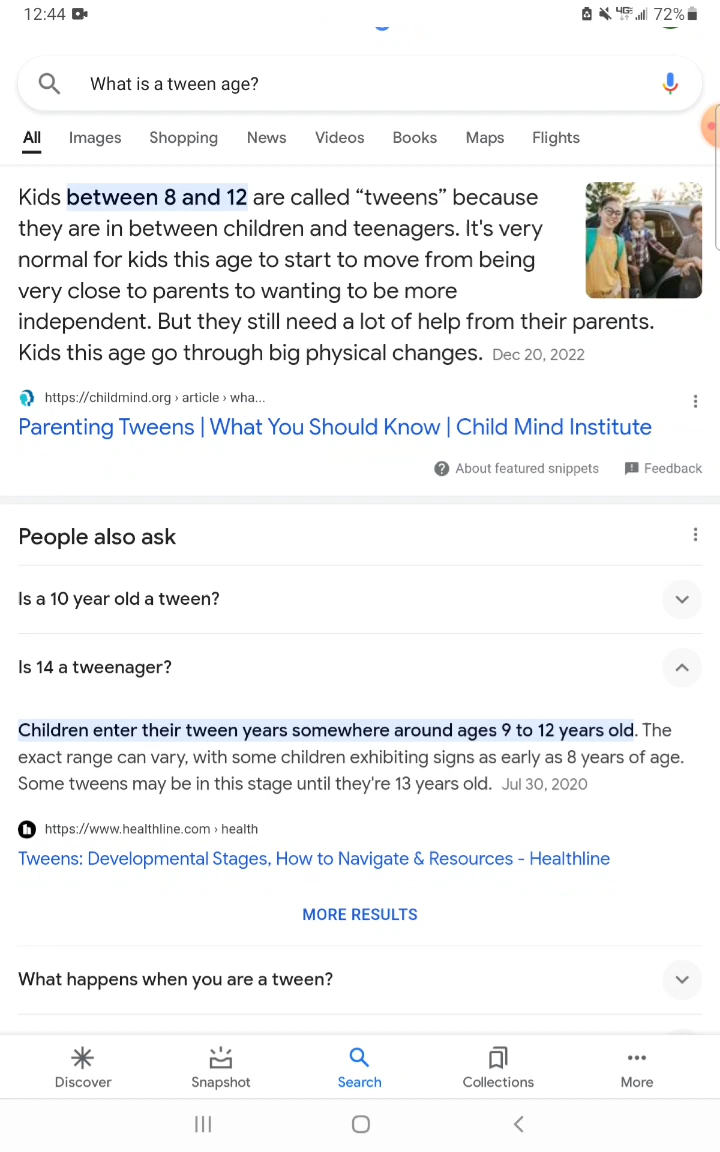 12:44
4GE 72%
What is a tween age?
All Images Shopping News Videos Books Maps Flights
Kids between 8 and 12 are called “tweens” because
they are in between children and teenagers. It's very
normal for kids this age to start to move from being
very close to parents to wanting to be more
independent. But they still need a lot of help from their parents.
Kids this age go through big physical changes. Dec 20, 2022
https://childmind.org › article › wha...
Parenting Tweens | What You Should Know | Child Mind Institute
About featured snippets Feedback
People also ask
Is a 10 year old a tween?
Is 14 a tweenager?
Children enter their tween years somewhere around ages 9 to 12 years old. The
exact range can vary, with some children exhibiting signs as early as 8 years of age.
Some tweens may be in this stage until they're 13 years old. Jul 30, 2020
https://www.healthline.com › health
Tweens: Developmental Stages, How to Navigate & Resources - Healthline
MORE RESULTS
What happens when you are a tween?
Discover Snapshot Search Collections More